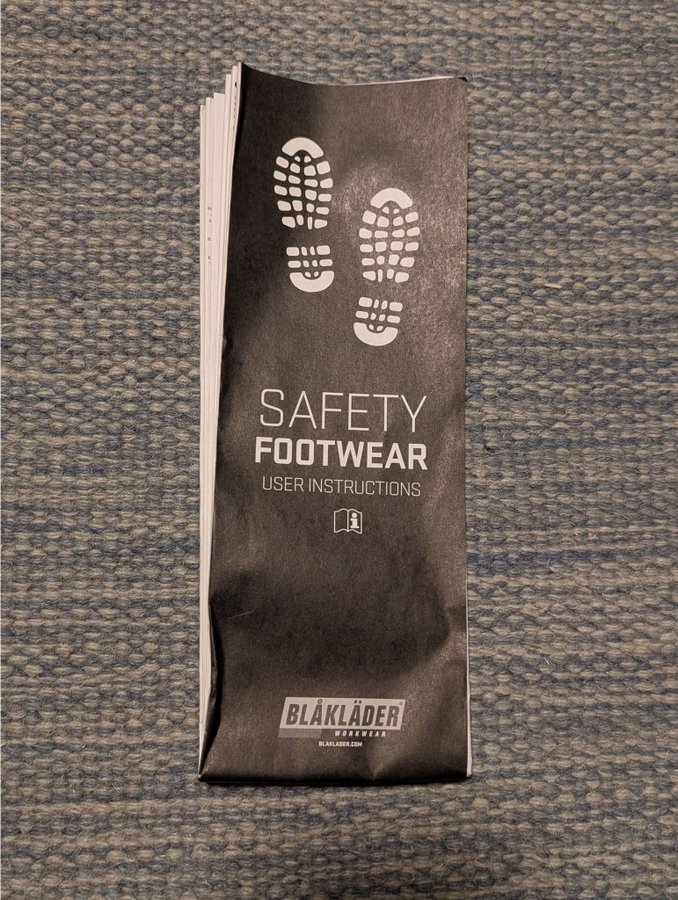 SAFETY
FOOTWEAR
USER INSTRUCTIONS
i
BLÅKLÄDER®
WORKWEAR
BLAKLADER.COM